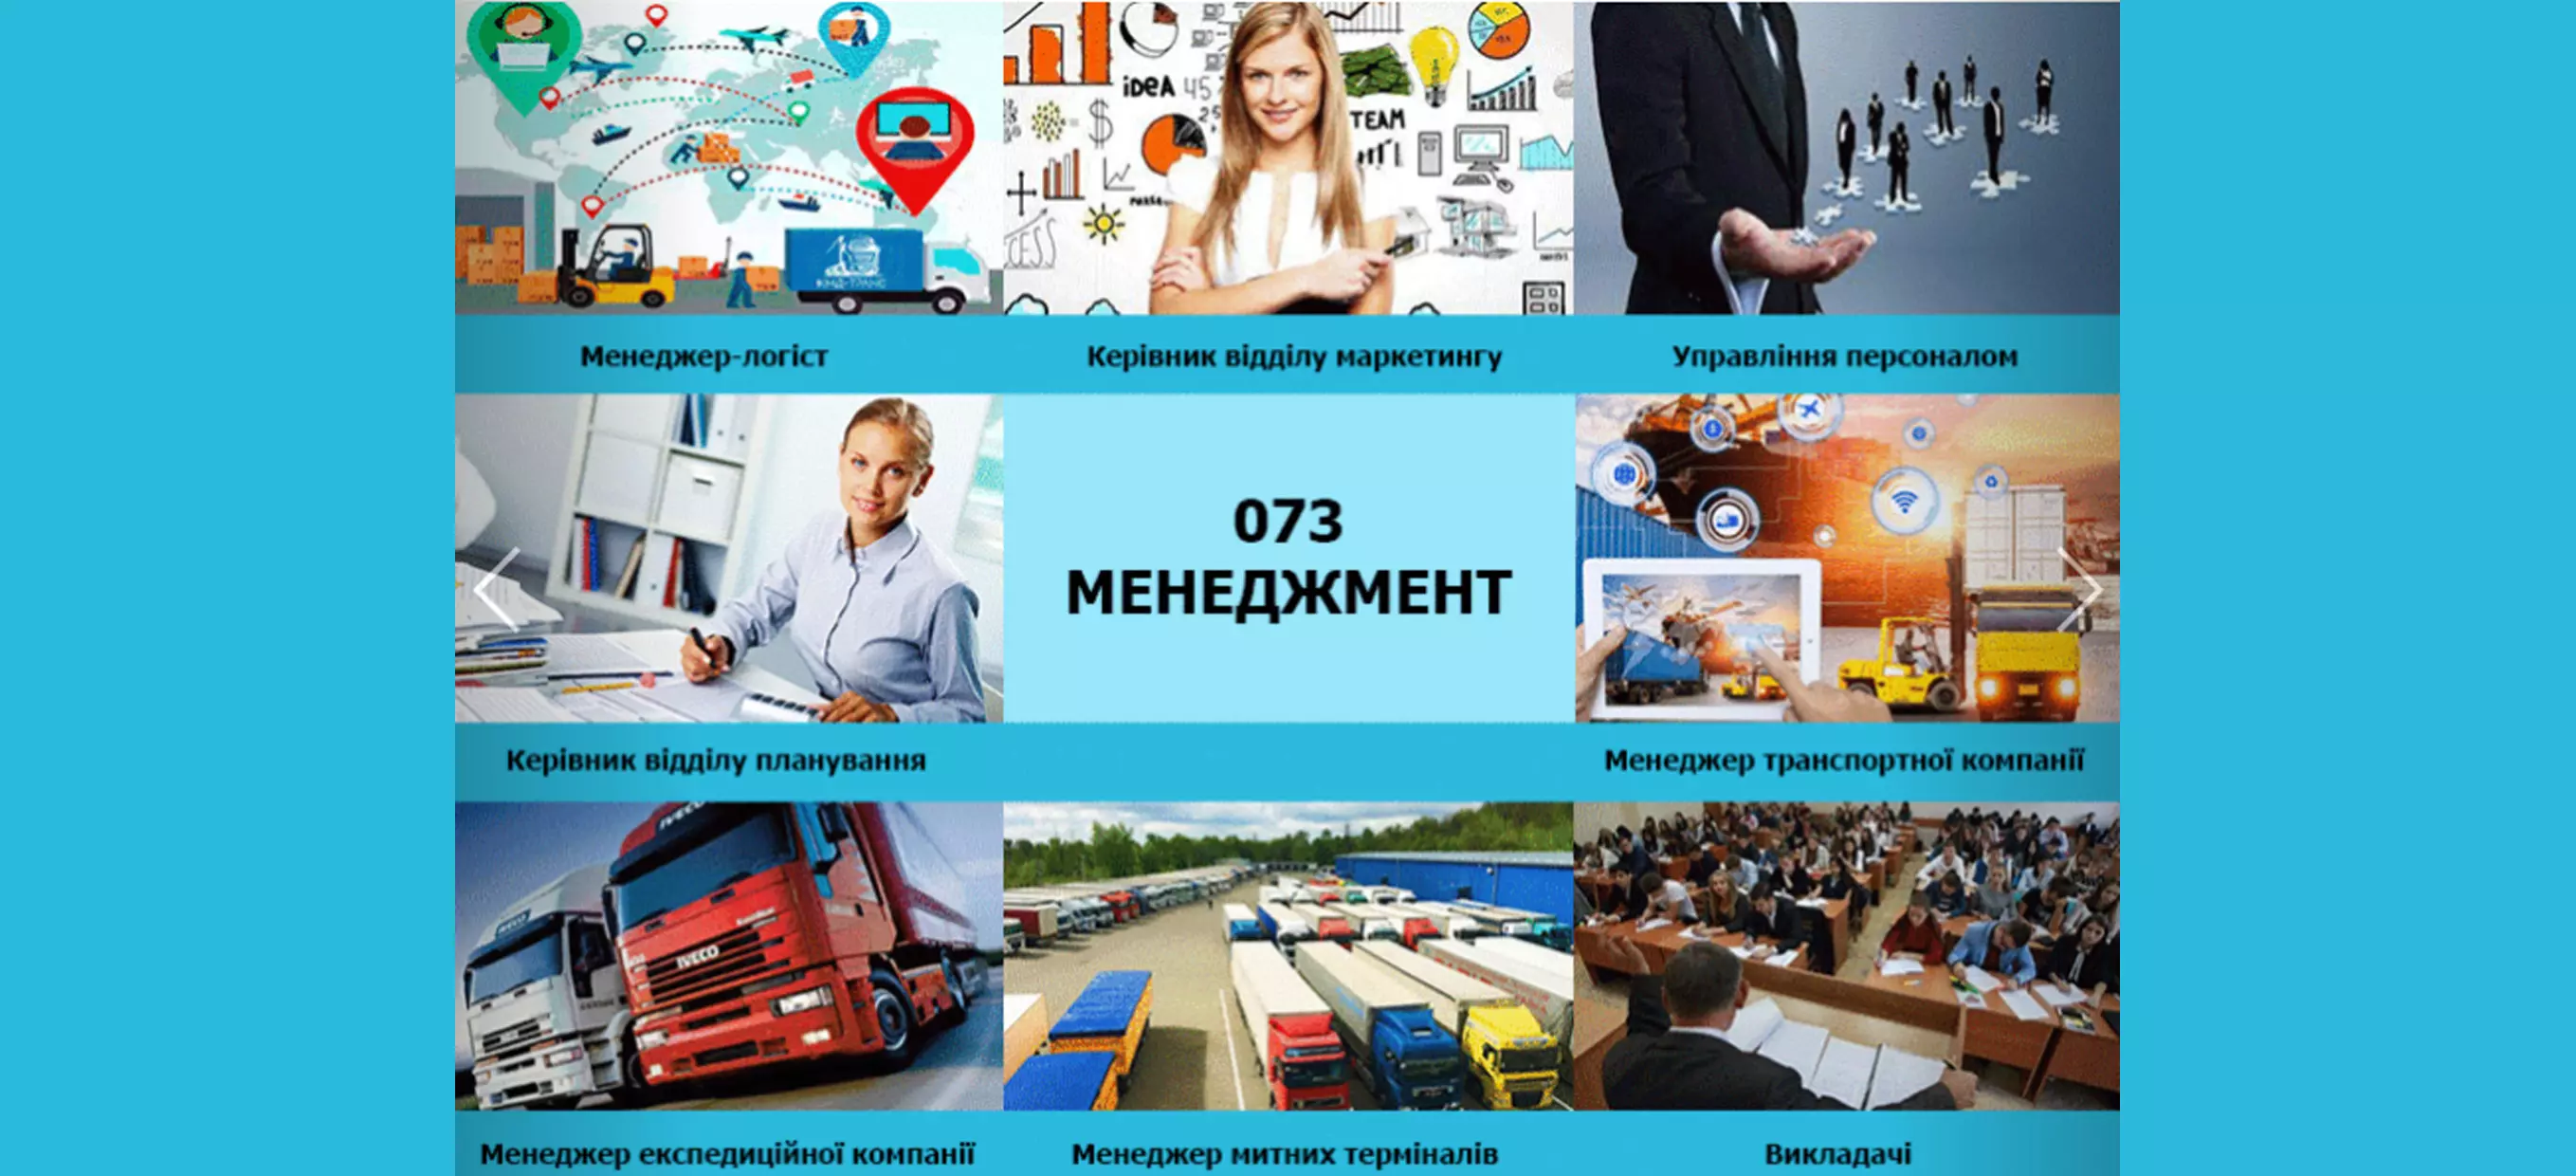 iDEA 45
TEAM
Менеджер-логіст
Керівник відділу маркетингу
Управління персоналом
073
МЕНЕДЖМЕНТ
Керівник відділу планування
Менеджер транспортної компанії
IVECO
Менеджер експедиційної компанії
Менеджер митних терміналів
Викладачі